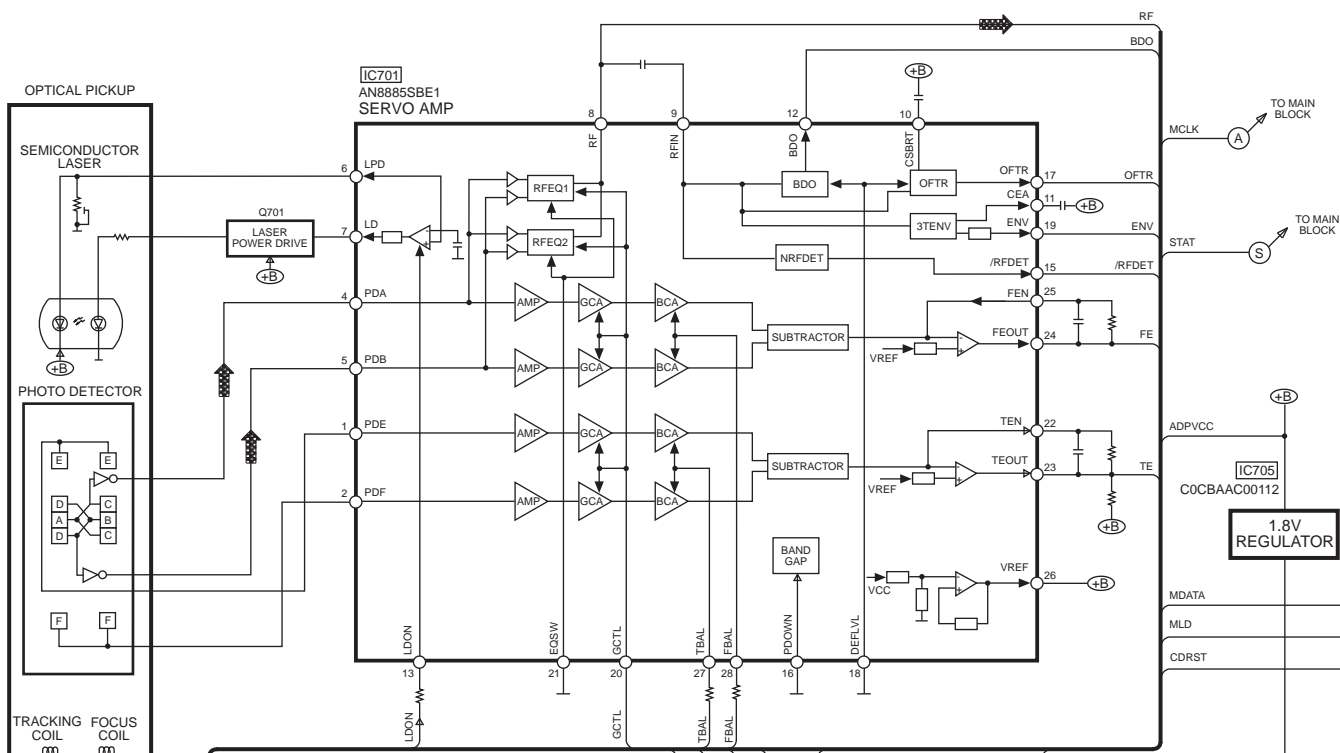 RF
BDO
OPTICAL PICKUP
IC701
AN8885SBE1
SERVO AMP
+B
TO MAIN
BLOCK
A
MCLK
8
9
12
10
RF
RFIN
BDO
CSBRT
SEMICONDUCTOR
LASER
6
LPD
RFEQ1
BDO
OFTR
OFTR
17
OFTR
CEA
11
+B
Q701
LASER
POWER DRIVE
+B
7
LD
RFEQ2
3TENV
ENV
19
ENV
TO MAIN
BLOCK
S
STAT
NRFDET
/RFDET
15
/RFDET
4
PDA
AMP
GCA
BCA
FEN
25
SUBTRACTOR
VREF
FEOUT
24
FE
+B
5
PDB
AMP
GCA
BCA
PHOTO DETECTOR
+B
1
PDE
AMP
GCA
BCA
TEN
22
ADPVCC
E
E
SUBTRACTOR
VREF
TEOUT
23
TE
IC705
C0CBAAC00112
2
PDF
AMP
GCA
BCA
+B
D
C
A
B
D
C
1.8V
REGULATOR
BAND
GAP
VCC
VREF
26
+B
MDATA
F
F
MLD
LDON
EQSW
GCTL
TBAL
FBAL
PDOWN
DEFLVL
CDRST
13
21
20
27
28
16
18
LDON
GCTL
TBAL
FBAL
TRACKING
COIL
FOCUS
COIL